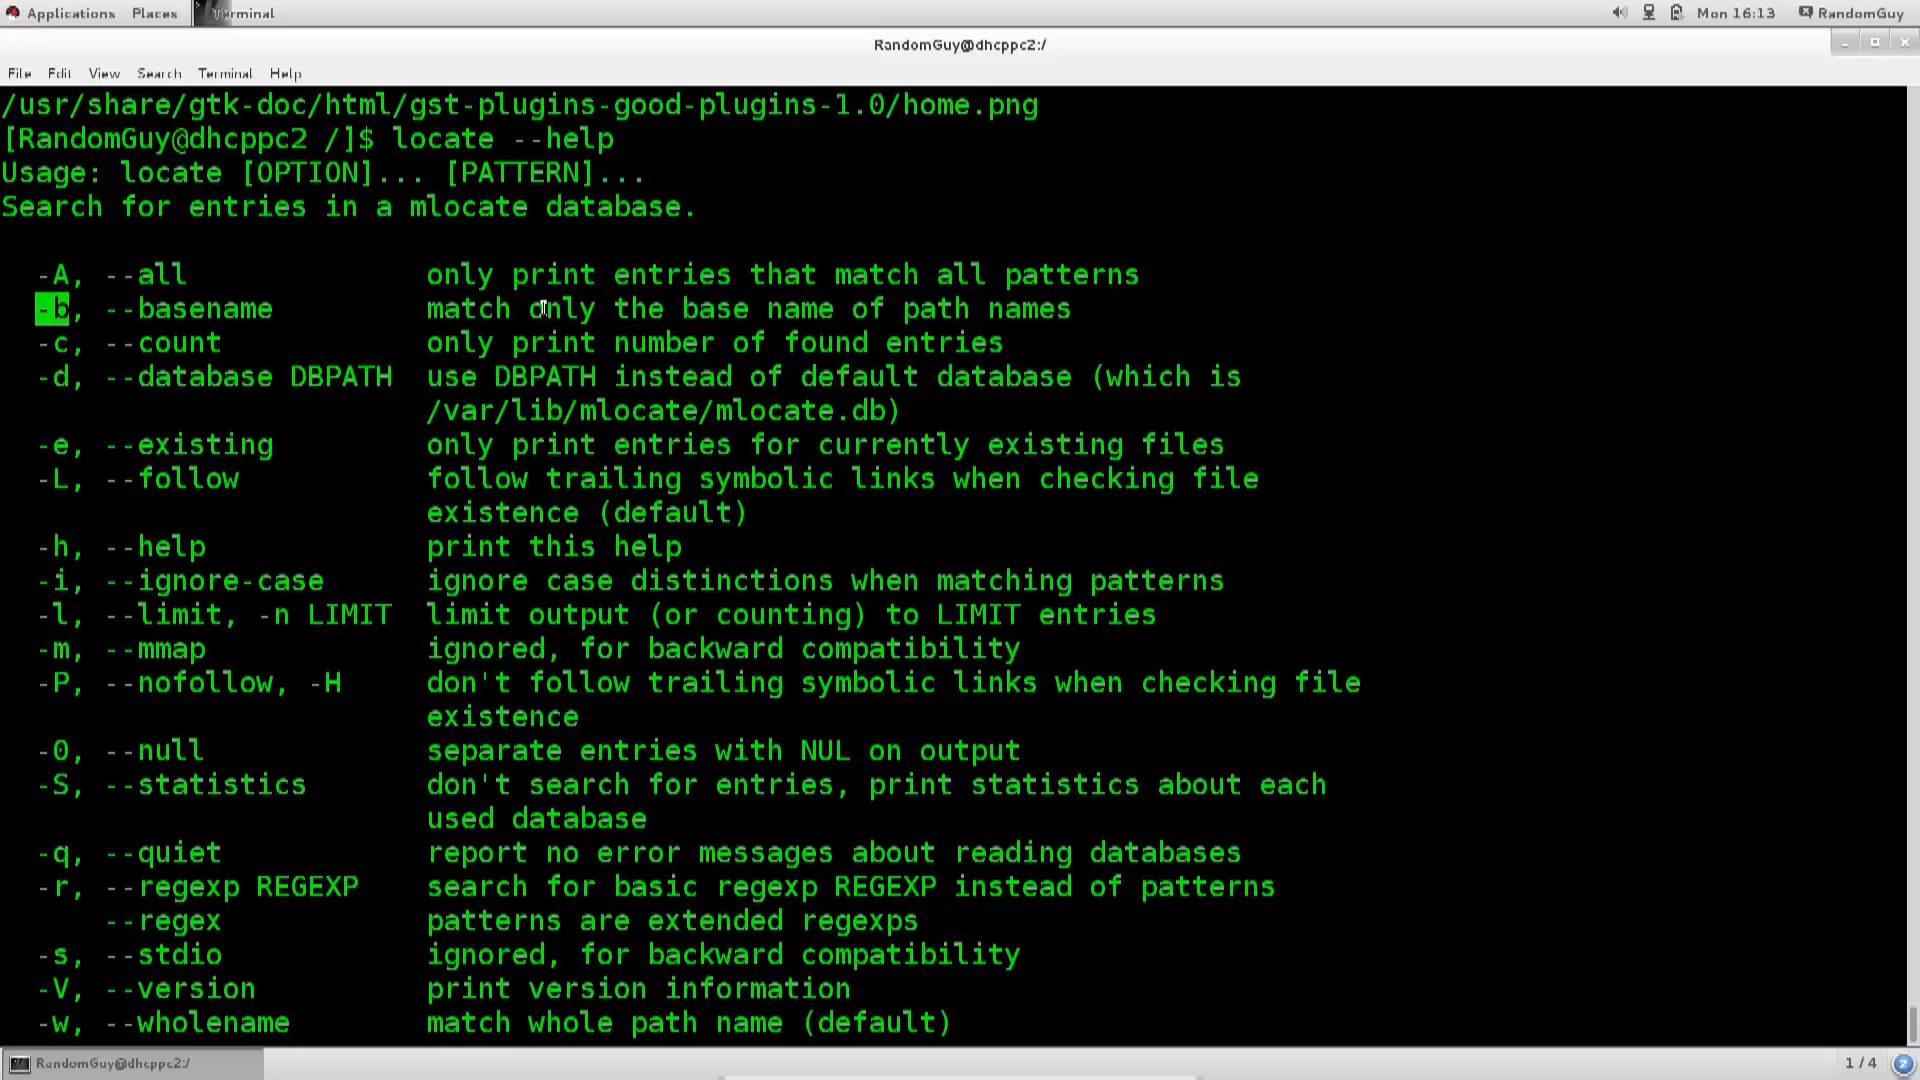 Applications Places Terminal Mon 16:13 RandomGuy
RandomGuy@dhcppc2:/
File Edit View Search Terminal Help
/usr/share/gtk-doc/html/gst-plugins-good-plugins-1.0/home.png
[RandomGuy@dhcppc2 /]$ locate --help
Usage: locate [OPTION]... [PATTERN]...
Search for entries in a mlocate database.
-A, --all only print entries that match all patterns
-b, --basename match only the base name of path names
-c, --count only print number of found entries
-d, --database DBPATH use DBPATH instead of default database (which is
/var/lib/mlocate/mlocate.db)
-e, --existing only print entries for currently existing files
-L, --follow follow trailing symbolic links when checking file
existence (default)
-h, --help print this help
-i, --ignore-case ignore case distinctions when matching patterns
-l, --limit, -n LIMIT limit output (or counting) to LIMIT entries
-m, --mmap ignored, for backward compatibility
-P, --nofollow, -H don't follow trailing symbolic links when checking file
existence
-0, --null separate entries with NUL on output
-S, --statistics don't search for entries, print statistics about each
used database
-q, --quiet report no error messages about reading databases
-r, --regexp REGEXP search for basic regexp REGEXP instead of patterns
--regex patterns are extended regexps
-s, --stdio ignored, for backward compatibility
-V, --version print version information
-w, --wholename match whole path name (default)
RandomGuy@dhcppc2:/ 1 / 4